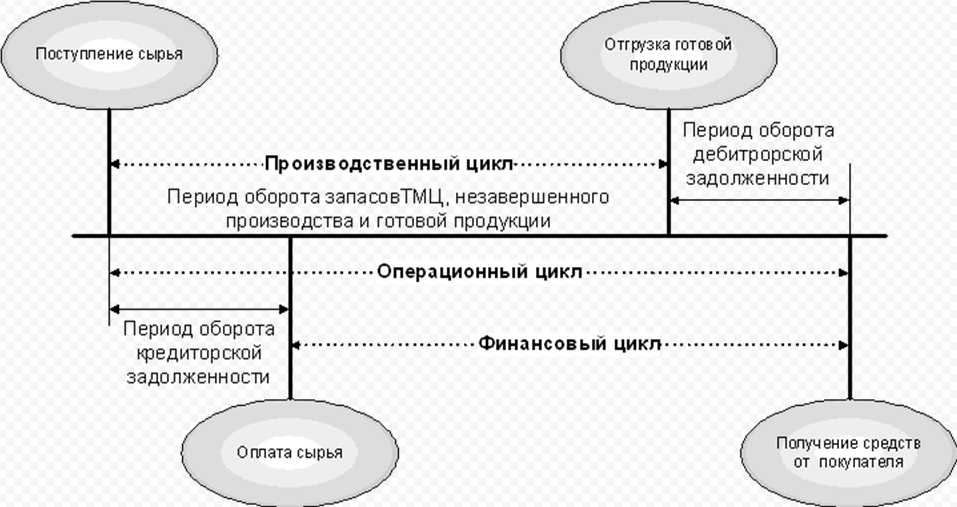 Поступление сырья
Отгрузка готовой
продукции
Период оборота
дебитрорской
задолженности
Производственный цикл
Период оборота запасовТМЦ, незавершенного
производства и готовой продукции
Операционный цикл
Период оборота
кредиторской
задолженности
Финансовый цикл
Оплата сырья
Получение средств
от покупателя